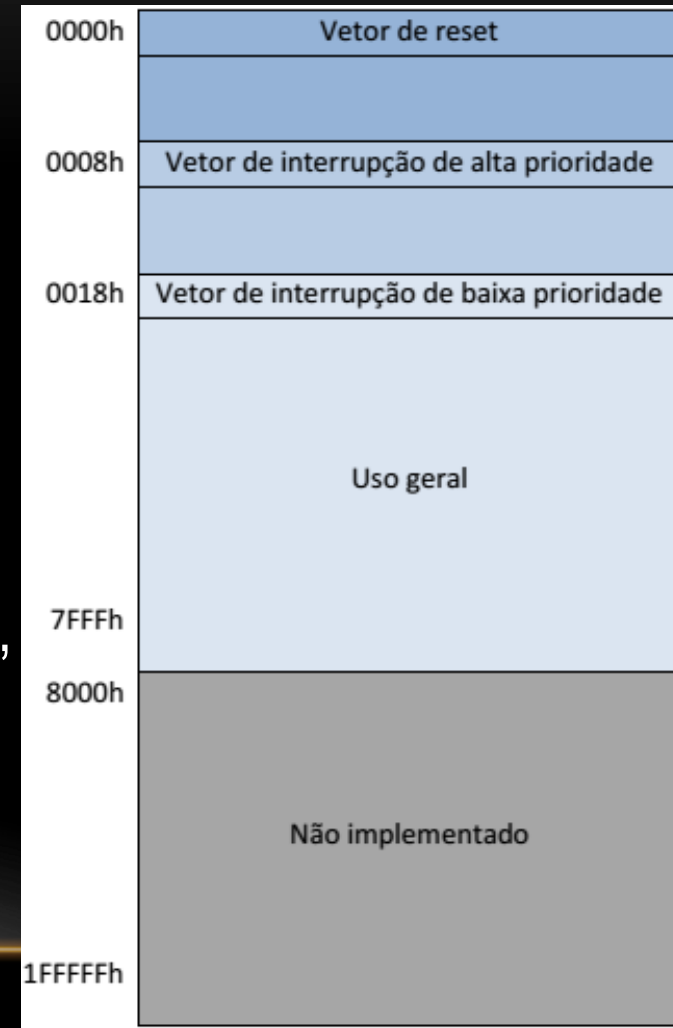 0000h Vetor de reset
0008h Vetor de interrupção de alta prioridade
0018h Vetor de interrupção de baixa prioridade
Uso geral
7FFFh
,
8000h
Não implementado
1FFFFFh